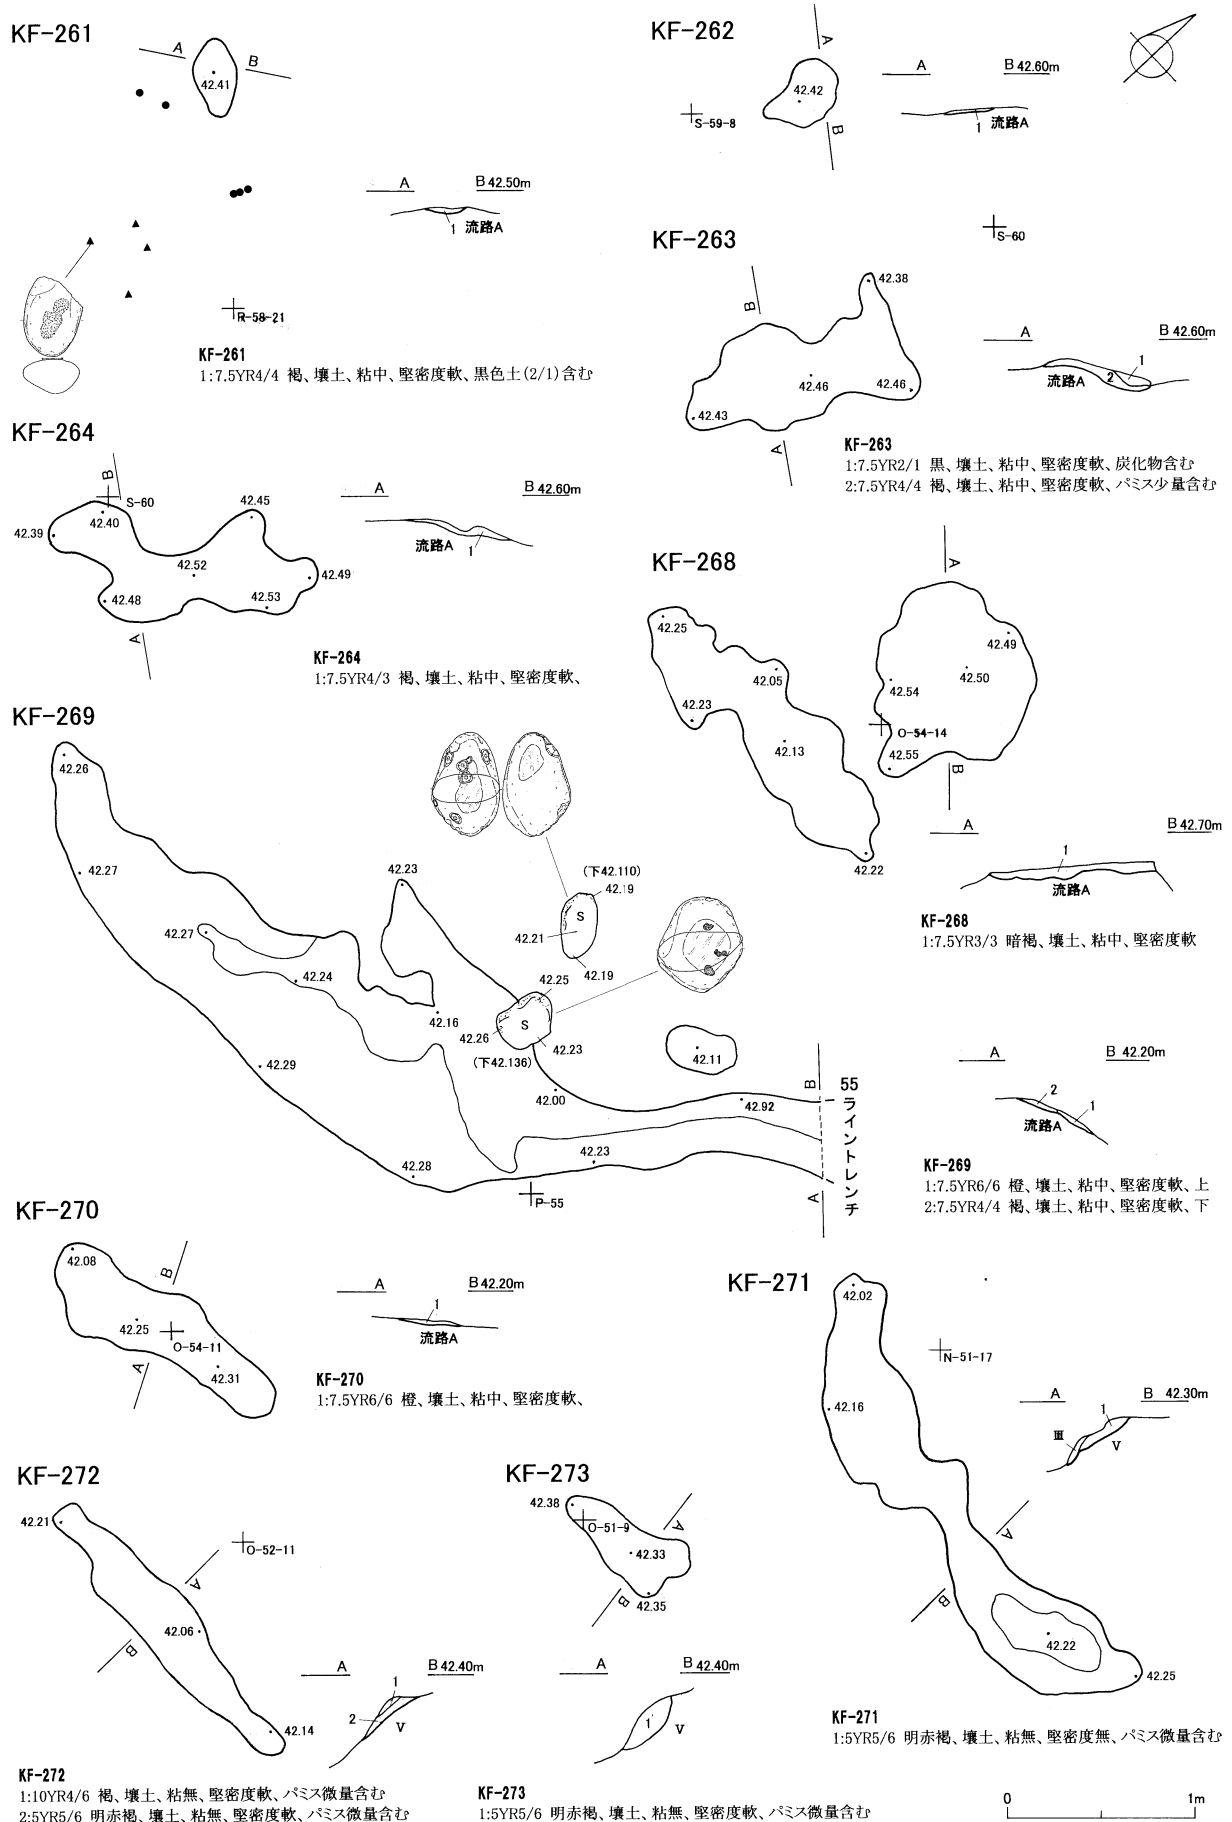 KF-261
A
B
42.41
A B 42.50m
1 流路A
R-58-21
KF-261
1:7.5YR4/4 褐、壤土、粘中、堅密度軟、黒色土(2/1)含む
KF-262
A
42.42
S-59-8
B
A B 42.60m
1 流路A
S-60
KF-263
B
42.38
42.46
42.46
42.43
A
A B 42.60m
1
流路A 2
KF-263
1:7.5YR2/1 黒、壤土、粘中、堅密度軟、炭化物含む
2:7.5YR4/4 褐、壤土、粘中、堅密度軟、パミス少量含む
KF-264
B
S-60
42.45
42.40
42.39
42.52
42.49
42.48
42.53
A
A B 42.60m
流路A 1
KF-264
1:7.5YR4/3 褐、壤土、粘中、堅密度軟、
KF-268
A
42.25
42.49
42.05
42.50
42.54
42.23
O-54-14
42.13
42.55
B
42.22
A B 42.70m
1
流路A
KF-268
1:7.5YR3/3 暗褐、壤土、粘中、堅密度軟
KF-269
42.26
42.27
42.23
(下42.110)
42.19
S
42.21
42.19
42.27
42.24
42.25
42.16
S
42.26
42.23
(下42.136)
42.11
42.29
42.00
42.92
B
55ライントレンチ
42.23
42.28
P-55
A
A B 42.20m
2
1
流路A
KF-269
1:7.5YR6/6 橙、壤土、粘中、堅密度軟、上
2:7.5YR4/4 褐、壤土、粘中、堅密度軟、下
KF-270
42.08
B
42.25
O-54-11
42.31
A
A B 42.20m
1
流路A
KF-270
1:7.5YR6/6 橙、壤土、粘中、堅密度軟、
KF-271
42.02
N-51-17
42.16
A
B
42.22
42.25
A B 42.30m
1
Ⅲ
V
KF-271
1:5YR5/6 明赤褐、壤土、粘無、堅密度無、パミス微量含む
KF-272
42.21
O-52-11
A
42.06
B
42.14
A B 42.40m
1
2
V
KF-272
1:10YR4/6 褐、壤土、粘無、堅密度軟、パミス微量含む
2:5YR5/6 明赤褐、壤土、粘無、堅密度軟、パミス微量含む
KF-273
42.38
O-51-9
A
42.33
B
42.35
A B 42.40m
1 V
KF-273
1:5YR5/6 明赤褐、壤土、粘無、堅密度軟、パミス微量含む
0 1m